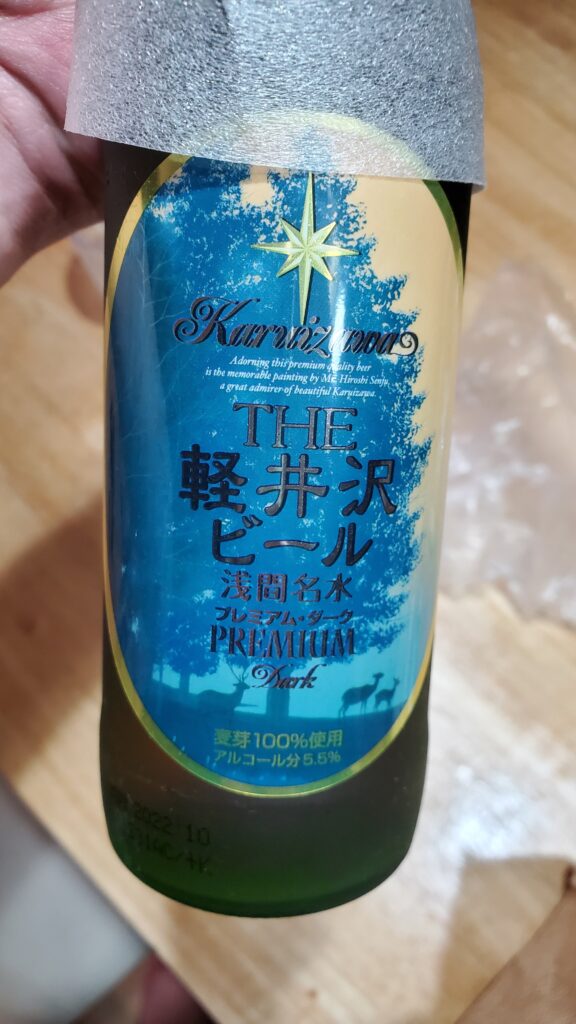 Karuizawa
Adorning this premium quality beer
is the memorable painting by Mr. Hiroshi Senju,
a great admirer of beautiful Karuizawa.
THE
軽井沢
ビール
浅間名水
プレミアム・ダーク
PREMIUM
Dark
麦芽100%使用
アルコール分5.5%
2022 10